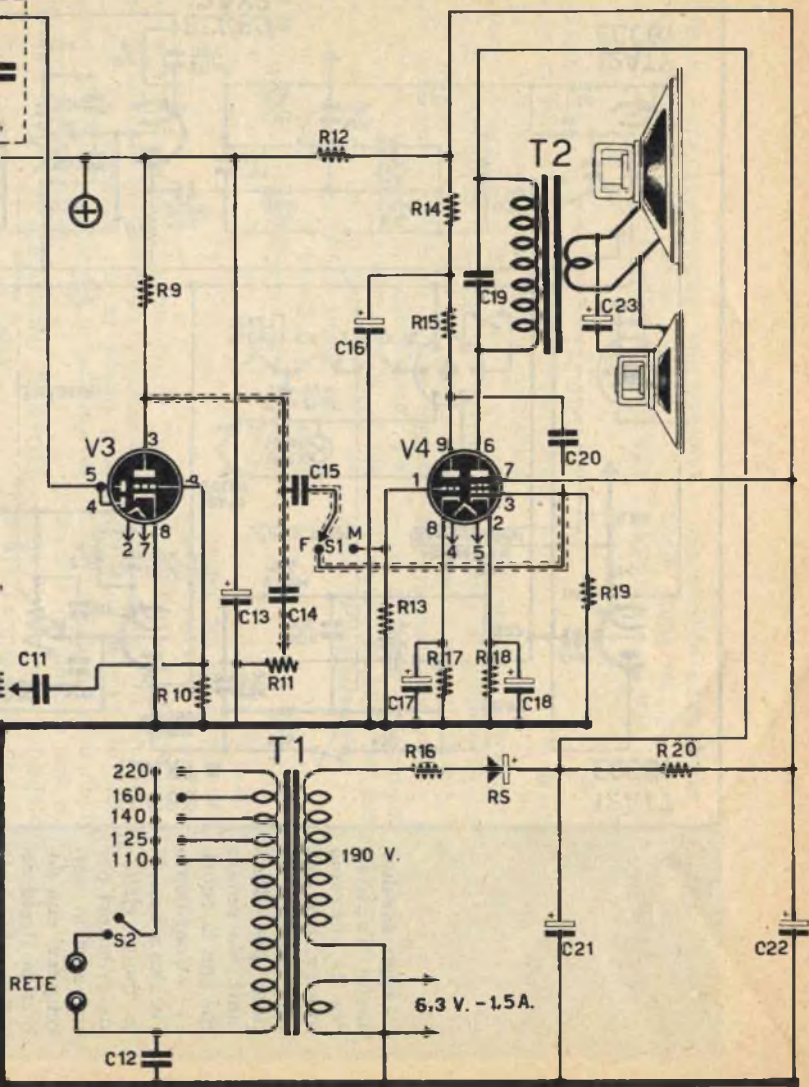 R12
T2
R14
R9
C19
C23
C16
R15
V3
3
5
4
2 7 8
C15
V4
9 6
1
7
3
2
8
4 5
C20
F S1 M
C13
C14
R13
R19
C11
R10
R11
C17
R17
R18
C18
T1
R16
RS
R20
220
160
140
125
110
190 V.
S2
RETE
C21
C22
6,3 V. - 1,5 A.
C12